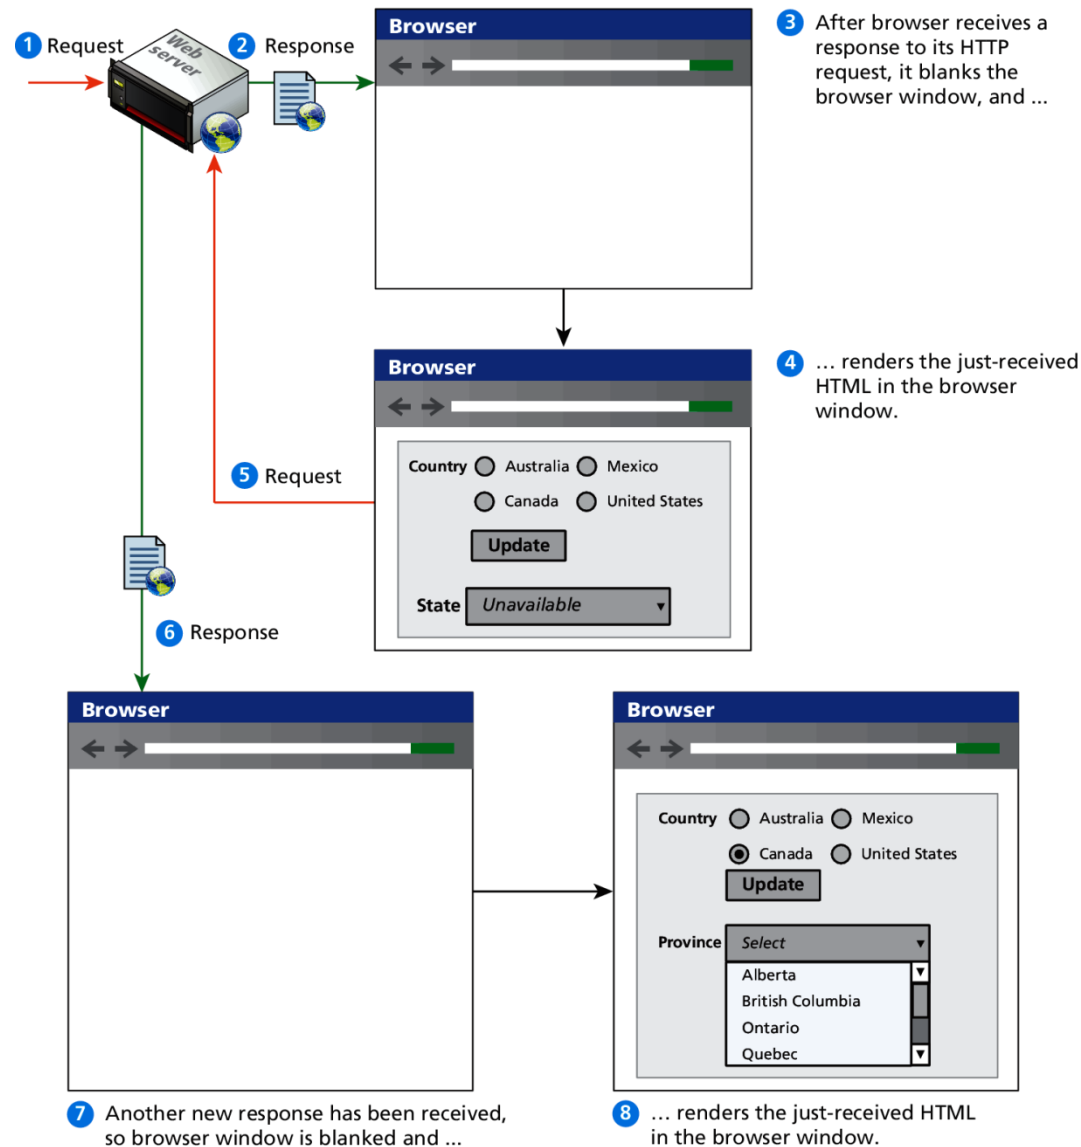 1 Request
Web
server
2 Response
Browser
3 After browser receives a
response to its HTTP
request, it blanks the
browser window, and ...
Browser
4 ... renders the just-received
HTML in the browser
window.
Country Australia Mexico
Canada United States
Update
State Unavailable
5 Request
6 Response
Browser
7 Another new response has been received,
so browser window is blanked and ...
Browser
Country Australia Mexico
Canada United States
Update
Province Select
Alberta
British Columbia
Ontario
Quebec
8 ... renders the just-received HTML
in the browser window.